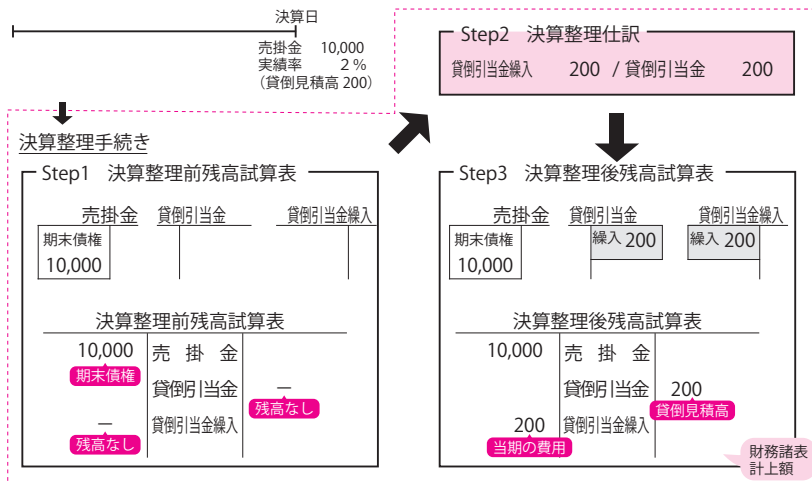 決算日
売掛金 10,000
実績率 2%
（貸倒見積高 200）
決算整理手続き
Step1 決算整理前残高試算表
売掛金 貸倒引当金 貸倒引当金繰入
期末債権
10,000
決算整理前残高試算表
10,000 売掛金
期末債権
貸倒引当金 ー
残高なし
ー 貸倒引当金繰入
残高なし
Step2 決算整理仕訳
貸倒引当金繰入 200 / 貸倒引当金 200
Step3 決算整理後残高試算表
売掛金 貸倒引当金 貸倒引当金繰入
期末債権 繰入 200 繰入 200
10,000
決算整理後残高試算表
10,000 売掛金
貸倒引当金 200
貸倒見積高
200 貸倒引当金繰入
当期の費用
財務諸表
計上額